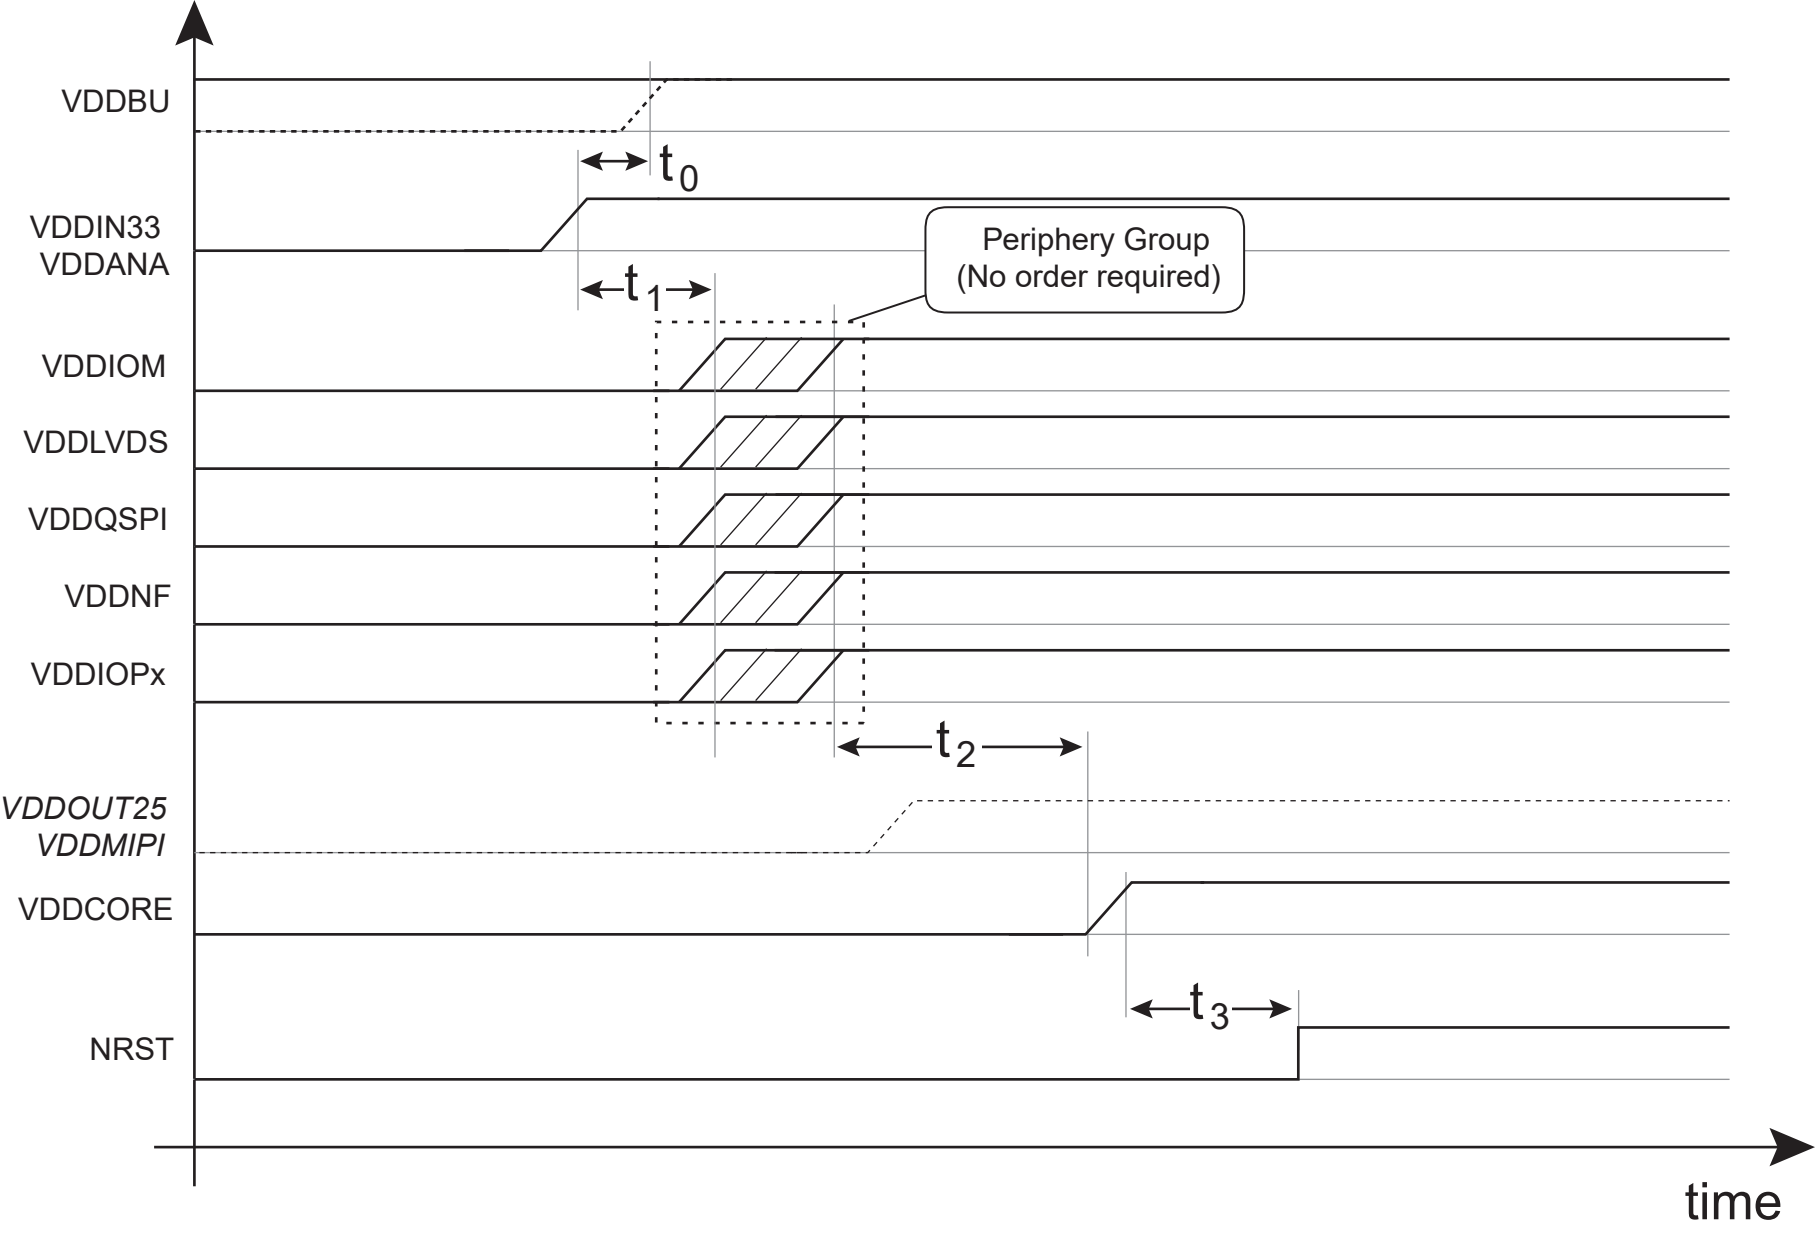 VDDBU
t0
VDDIN33
VDDANA
Periphery Group
(No order required)
t1
VDDIOM
VDDLVDS
VDDQSPI
VDDNF
VDDIOPx
t2
VDDOUT25
VDDMIPI
VDDCORE
t3
NRST
time